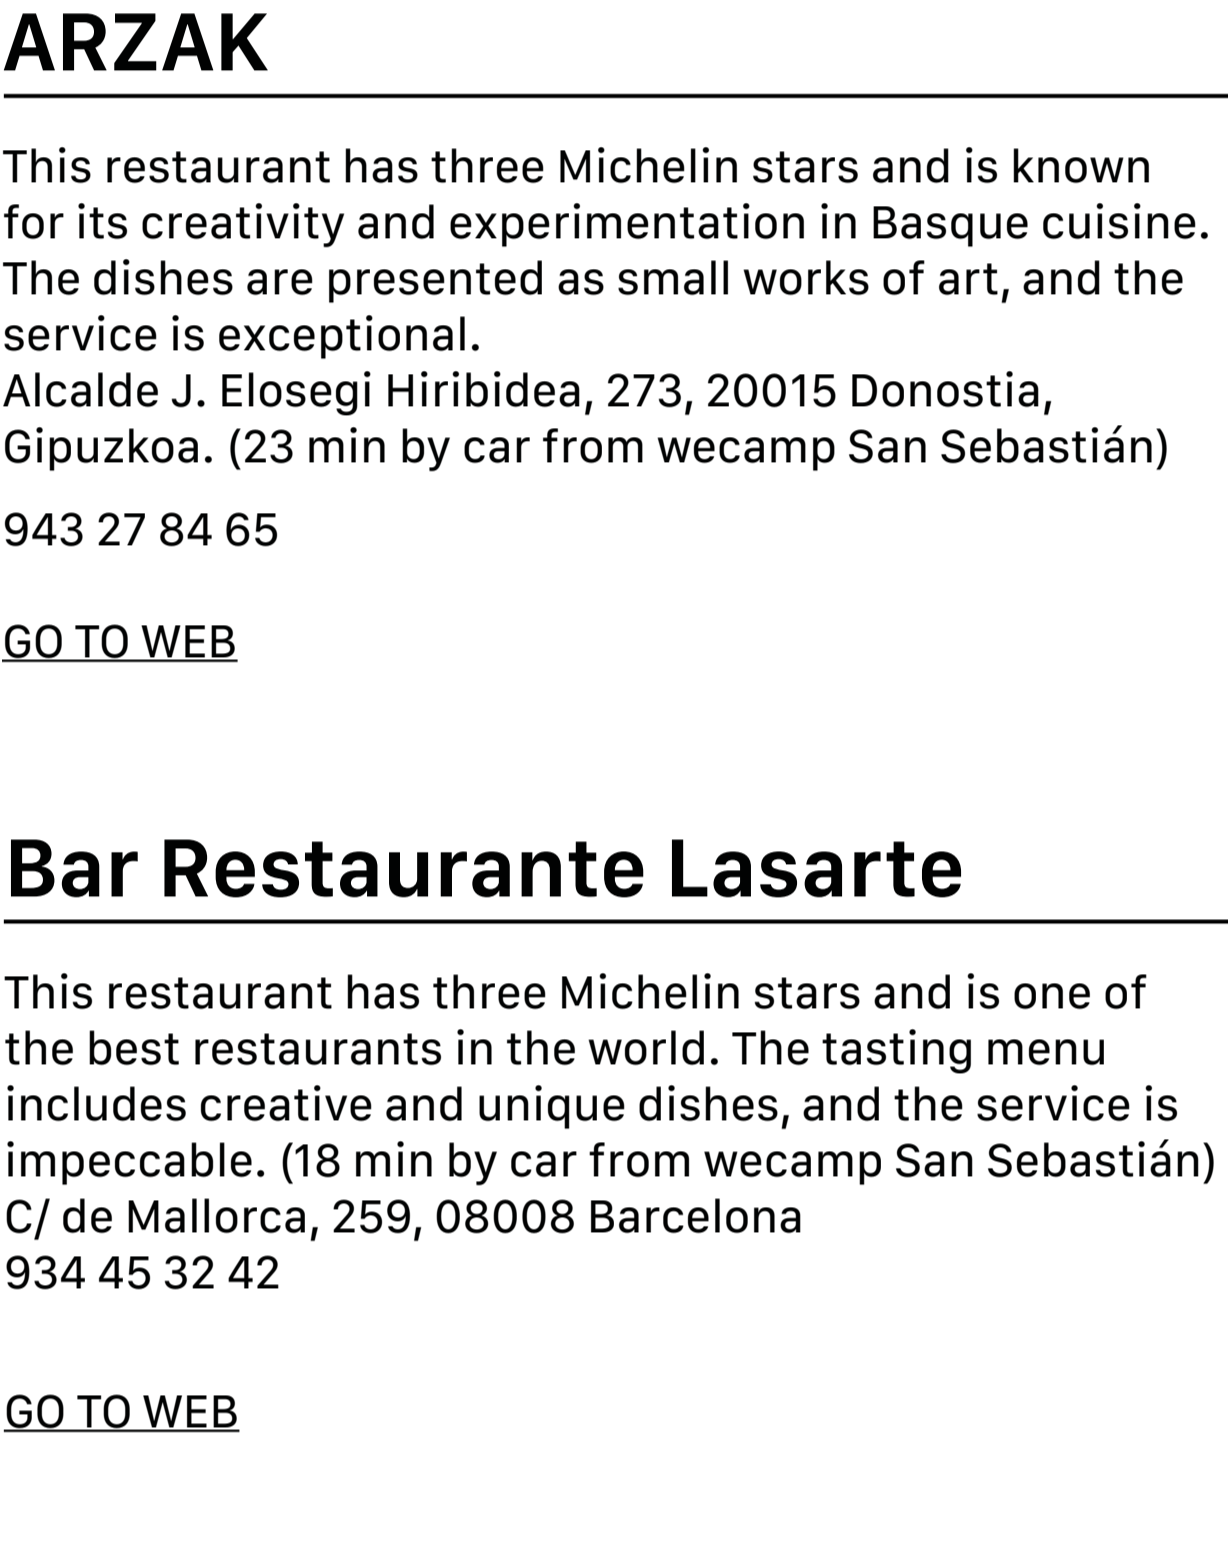 ARZAK
This restaurant has three Michelin stars and is known
for its creativity and experimentation in Basque cuisine.
The dishes are presented as small works of art, and the
service is exceptional.
Alcalde J. Elosegi Hiribidea, 273, 20015 Donostia,
Gipuzkoa. (23 min by car from wecamp San Sebastián)
943 27 84 65
GO TO WEB
Bar Restaurante Lasarte
This restaurant has three Michelin stars and is one of
the best restaurants in the world. The tasting menu
includes creative and unique dishes, and the service is
impeccable. (18 min by car from wecamp San Sebastián)
C/ de Mallorca, 259, 08008 Barcelona
934 45 32 42
GO TO WEB